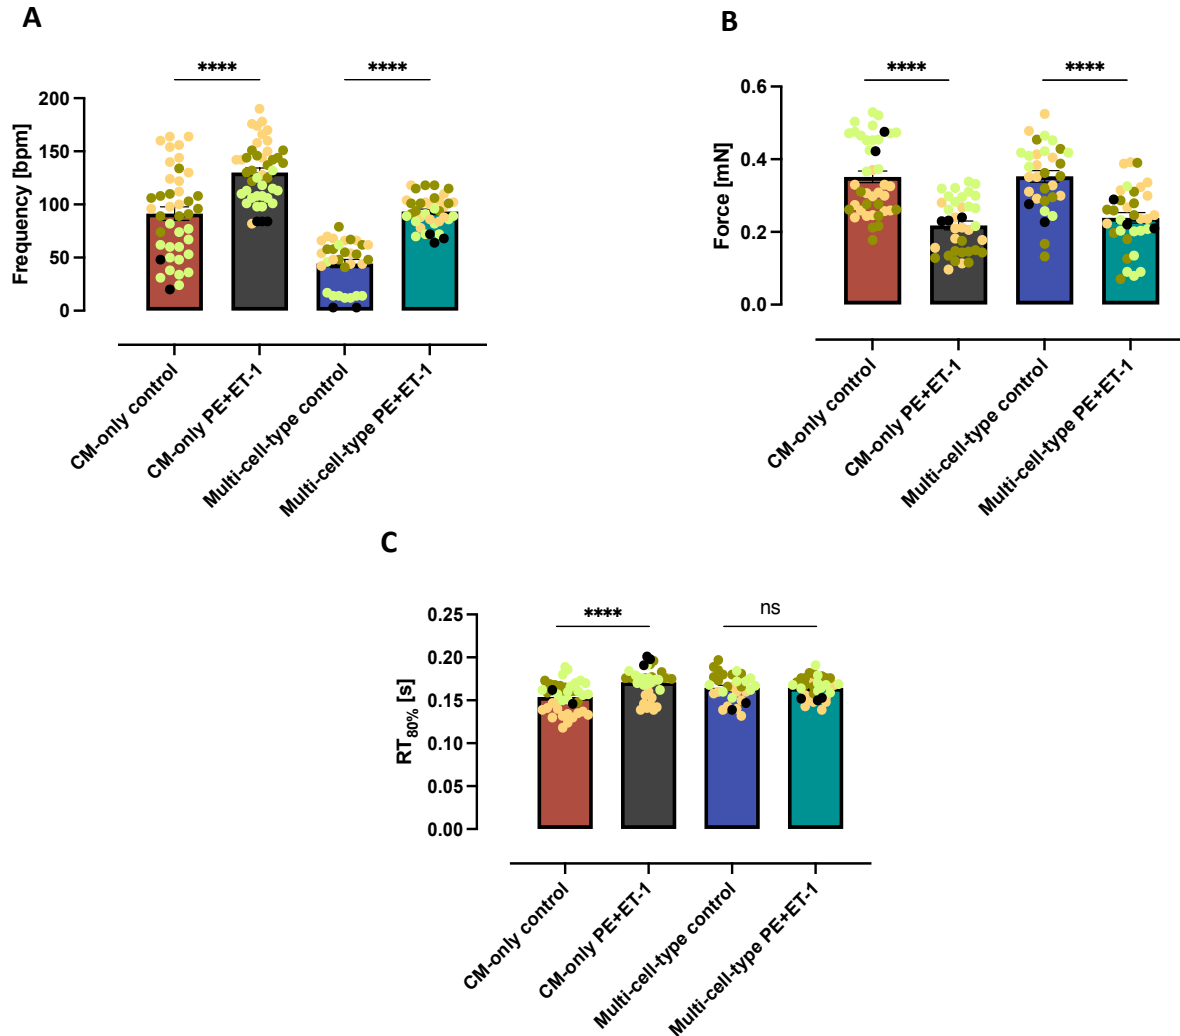 A
**** ****
Frequency [bpm]
200
150
100
50
0
CM-only control
CM-only PE+ET-1
Multi-cell-type control
Multi-cell-type PE+ET-1
B
**** ****
Force [mN]
0.6
0.4
0.2
0.0
CM-only control
CM-only PE+ET-1
Multi-cell-type control
Multi-cell-type PE+ET-1
C
**** ns
RT80% [s]
0.25
0.20
0.15
0.10
0.05
0.00
CM-only control
CM-only PE+ET-1
Multi-cell-type control
Multi-cell-type PE+ET-1